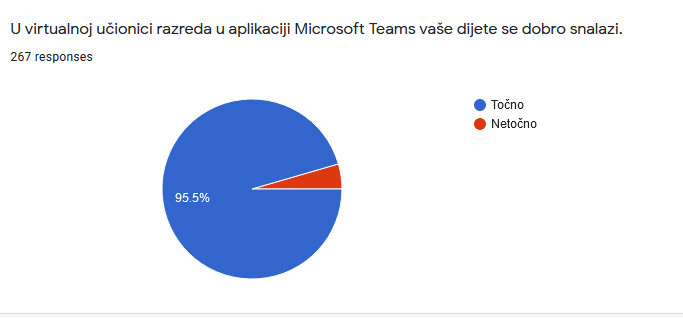 U virtualnoj učionici razreda u aplikaciji Microsoft Teams vaše dijete se dobro snalazi.
267 responses
Točno
Netočno
95.5%